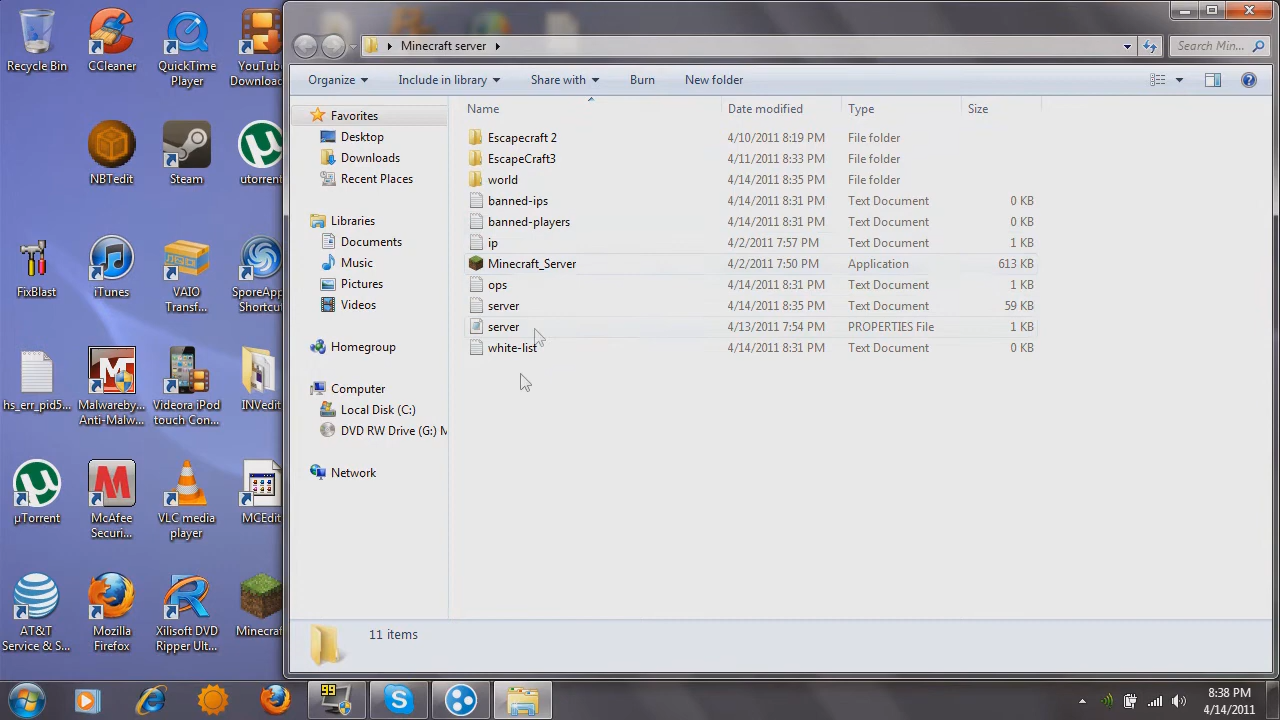 Recycle Bin
CCleaner
QuickTime Player
YouTub Download
NBTedit
Steam
utorrent
FixBlast
iTunes
VAIO Transf...
SporeApp Shortcu
hs_err_pid5...
Malwareby... Anti-Malw...
Videora iPod touch Con...
INVedit
µTorrent
McAfee Securi...
VLC media player
MCEdit
AT&T Service & S...
Mozilla Firefox
Xilisoft DVD Ripper Ult...
Minecraf
Minecraft server
Search Min...
Organize
Include in library
Share with
Burn
New folder
Favorites
Desktop
Downloads
Recent Places
Libraries
Documents
Music
Pictures
Videos
Homegroup
Computer
Local Disk (C:)
DVD RW Drive (G:) M
Network
Name Date modified Type Size
Escapecraft 2 4/10/2011 8:19 PM File folder
EscapeCraft3 4/11/2011 8:33 PM File folder
world 4/14/2011 8:35 PM File folder
banned-ips 4/14/2011 8:31 PM Text Document 0 KB
banned-players 4/14/2011 8:31 PM Text Document 0 KB
ip 4/2/2011 7:57 PM Text Document 1 KB
Minecraft_Server 4/2/2011 7:50 PM Application 613 KB
ops 4/14/2011 8:31 PM Text Document 1 KB
server 4/14/2011 8:35 PM Text Document 59 KB
server 4/13/2011 7:54 PM PROPERTIES File 1 KB
white-list 4/14/2011 8:31 PM Text Document 0 KB
11 items
99
8:38 PM
4/14/2011